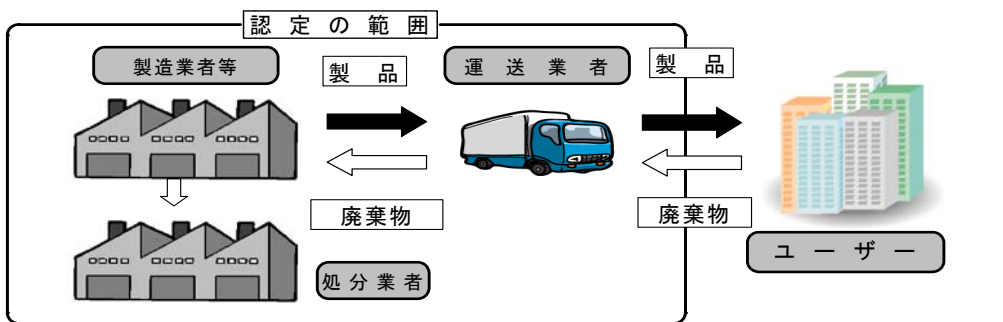 認定の範囲
製造業者等
製品
運送業者
製品
廃棄物
廃棄物
ユーザー
処分業者